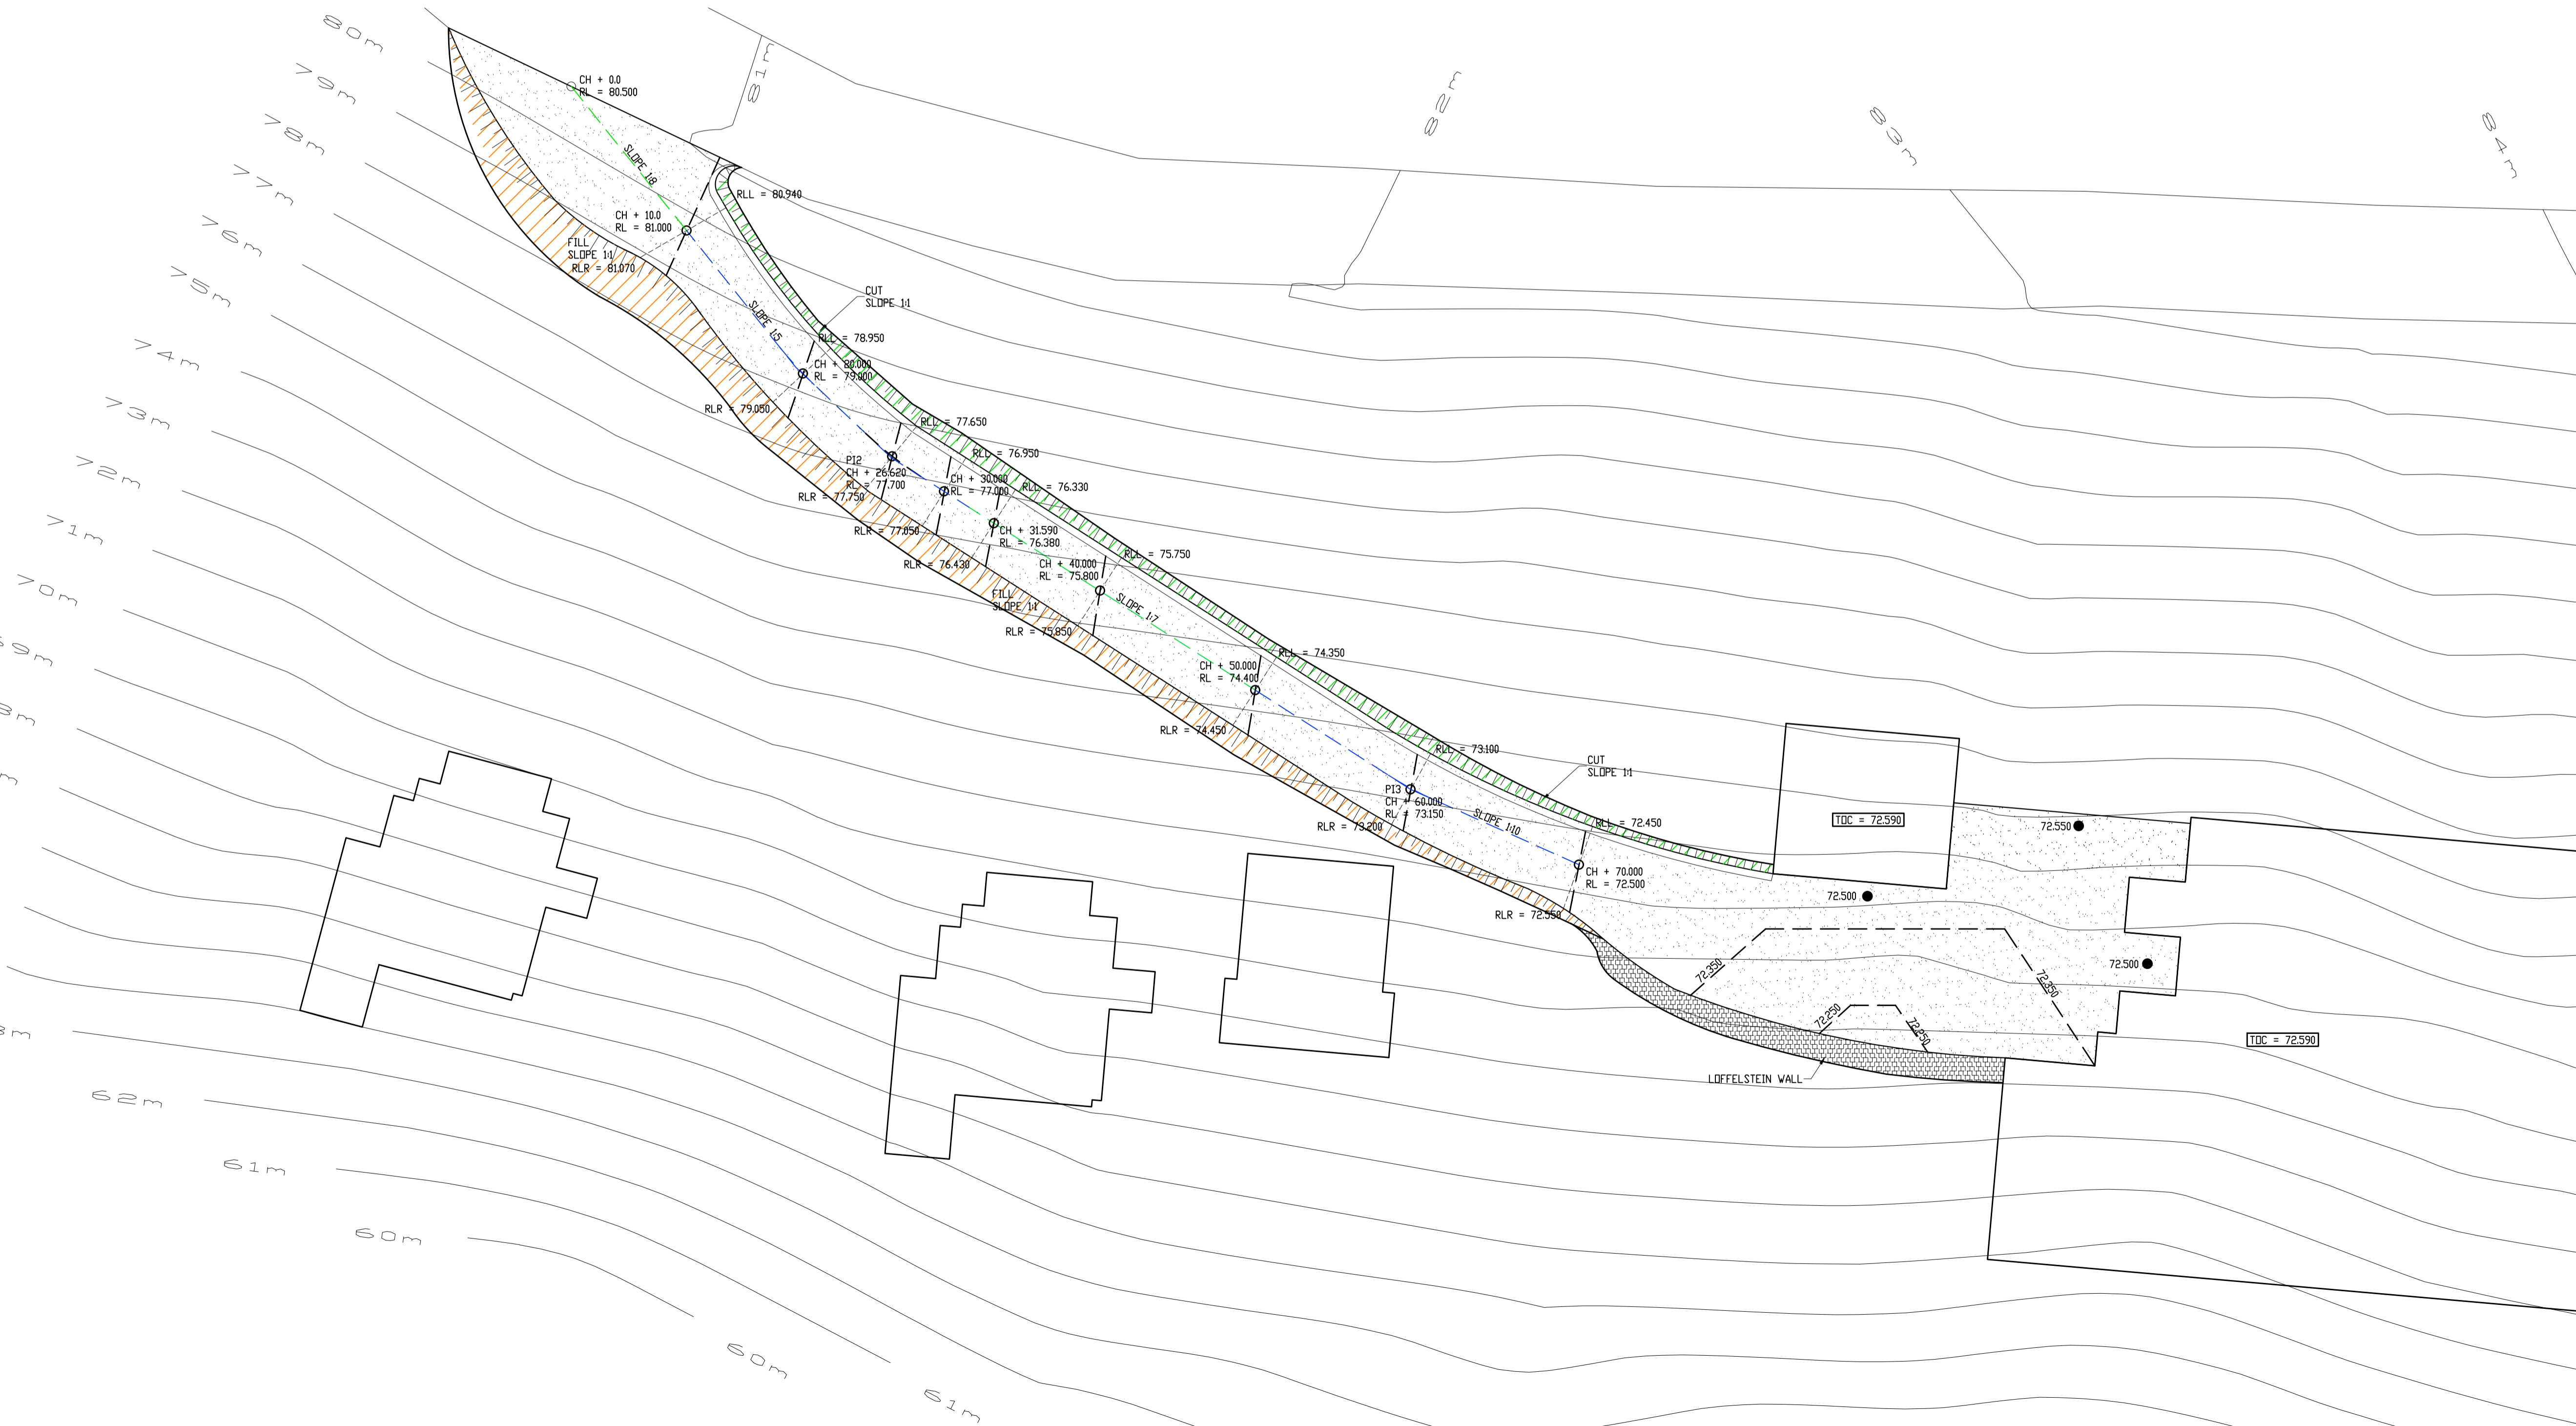 80m
79m
78m
77m
76m
75m
74m
73m
72m
71m
70m
69m
62m
61m
60m
60m
61m
81m
82m
83m
84m
CH + 0.0
RL = 80.500
SLOPE 1:8
RLL = 80.940
CH + 10.0
RL = 81.000
FILL
SLOPE 1:1
RLR = 81.070
CUT
SLOPE 1:1
SLOPE 1:5
RLL = 78.950
CH + 20.000
RL = 79.000
RLR = 79.050
RLL = 77.650
PI2
CH + 26.620
RL = 77.700
RLR = 77.750
RLL = 76.950
CH + 30.000
RL = 77.000
RLR = 77.050
RLL = 76.330
CH + 31.590
RL = 76.380
RLR = 76.430
RLL = 75.750
CH + 40.000
RL = 75.800
FILL
SLOPE 1:1
SLOPE 1:7
RLR = 75.850
RLL = 74.350
CH + 50.000
RL = 74.400
RLR = 74.450
RLL = 73.100
CUT
SLOPE 1:1
PI3
CH + 60.000
RL = 73.150
RLR = 73.200
SLOPE 1:10
RLL = 72.450
CH + 70.000
RL = 72.500
RLR = 72.550
TOC = 72.590
72.550
72.500
72.500
72.350
72.350
72.250
72.250
TOC = 72.590
LOFFELSTEIN WALL